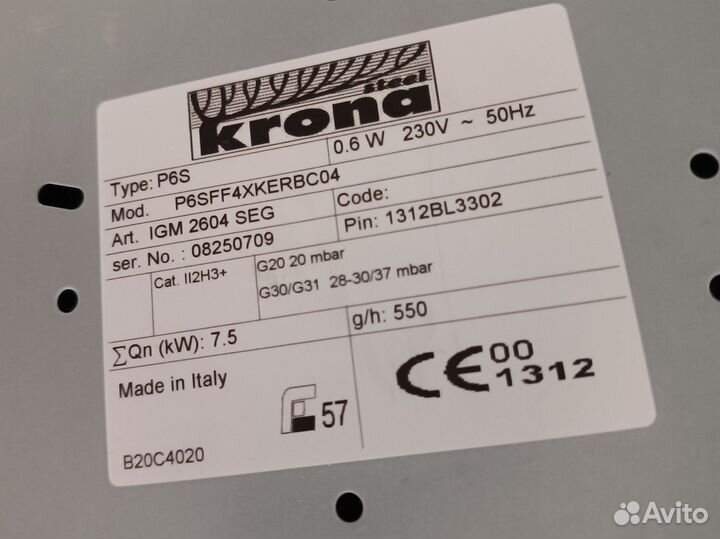 steel
krona
Type: P6S
0.6 W 230V ~ 50Hz
Mod. P6SFF4XKERBC04
Art. IGM 2604 SEG
Code:
ser. No. : 08250709
Pin: 1312BL3302
Cat. II2H3+
G20 20 mbar
G30/G31 28-30/37 mbar
∑Qn (kW): 7.5
g/h: 550
Made in Italy
57
CE 00
1312
B20C4020
Avito